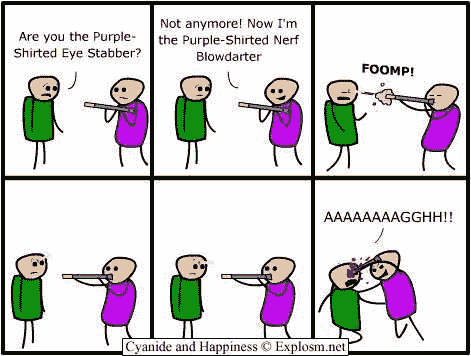 Are you the Purple-
Shirted Eye Stabber?
Not anymore! Now I'm
the Purple-Shirted Nerf
Blowdarter
FOOMP!
AAAAAAAAGGHH!!
Cyanide and Happiness © Explosm.net